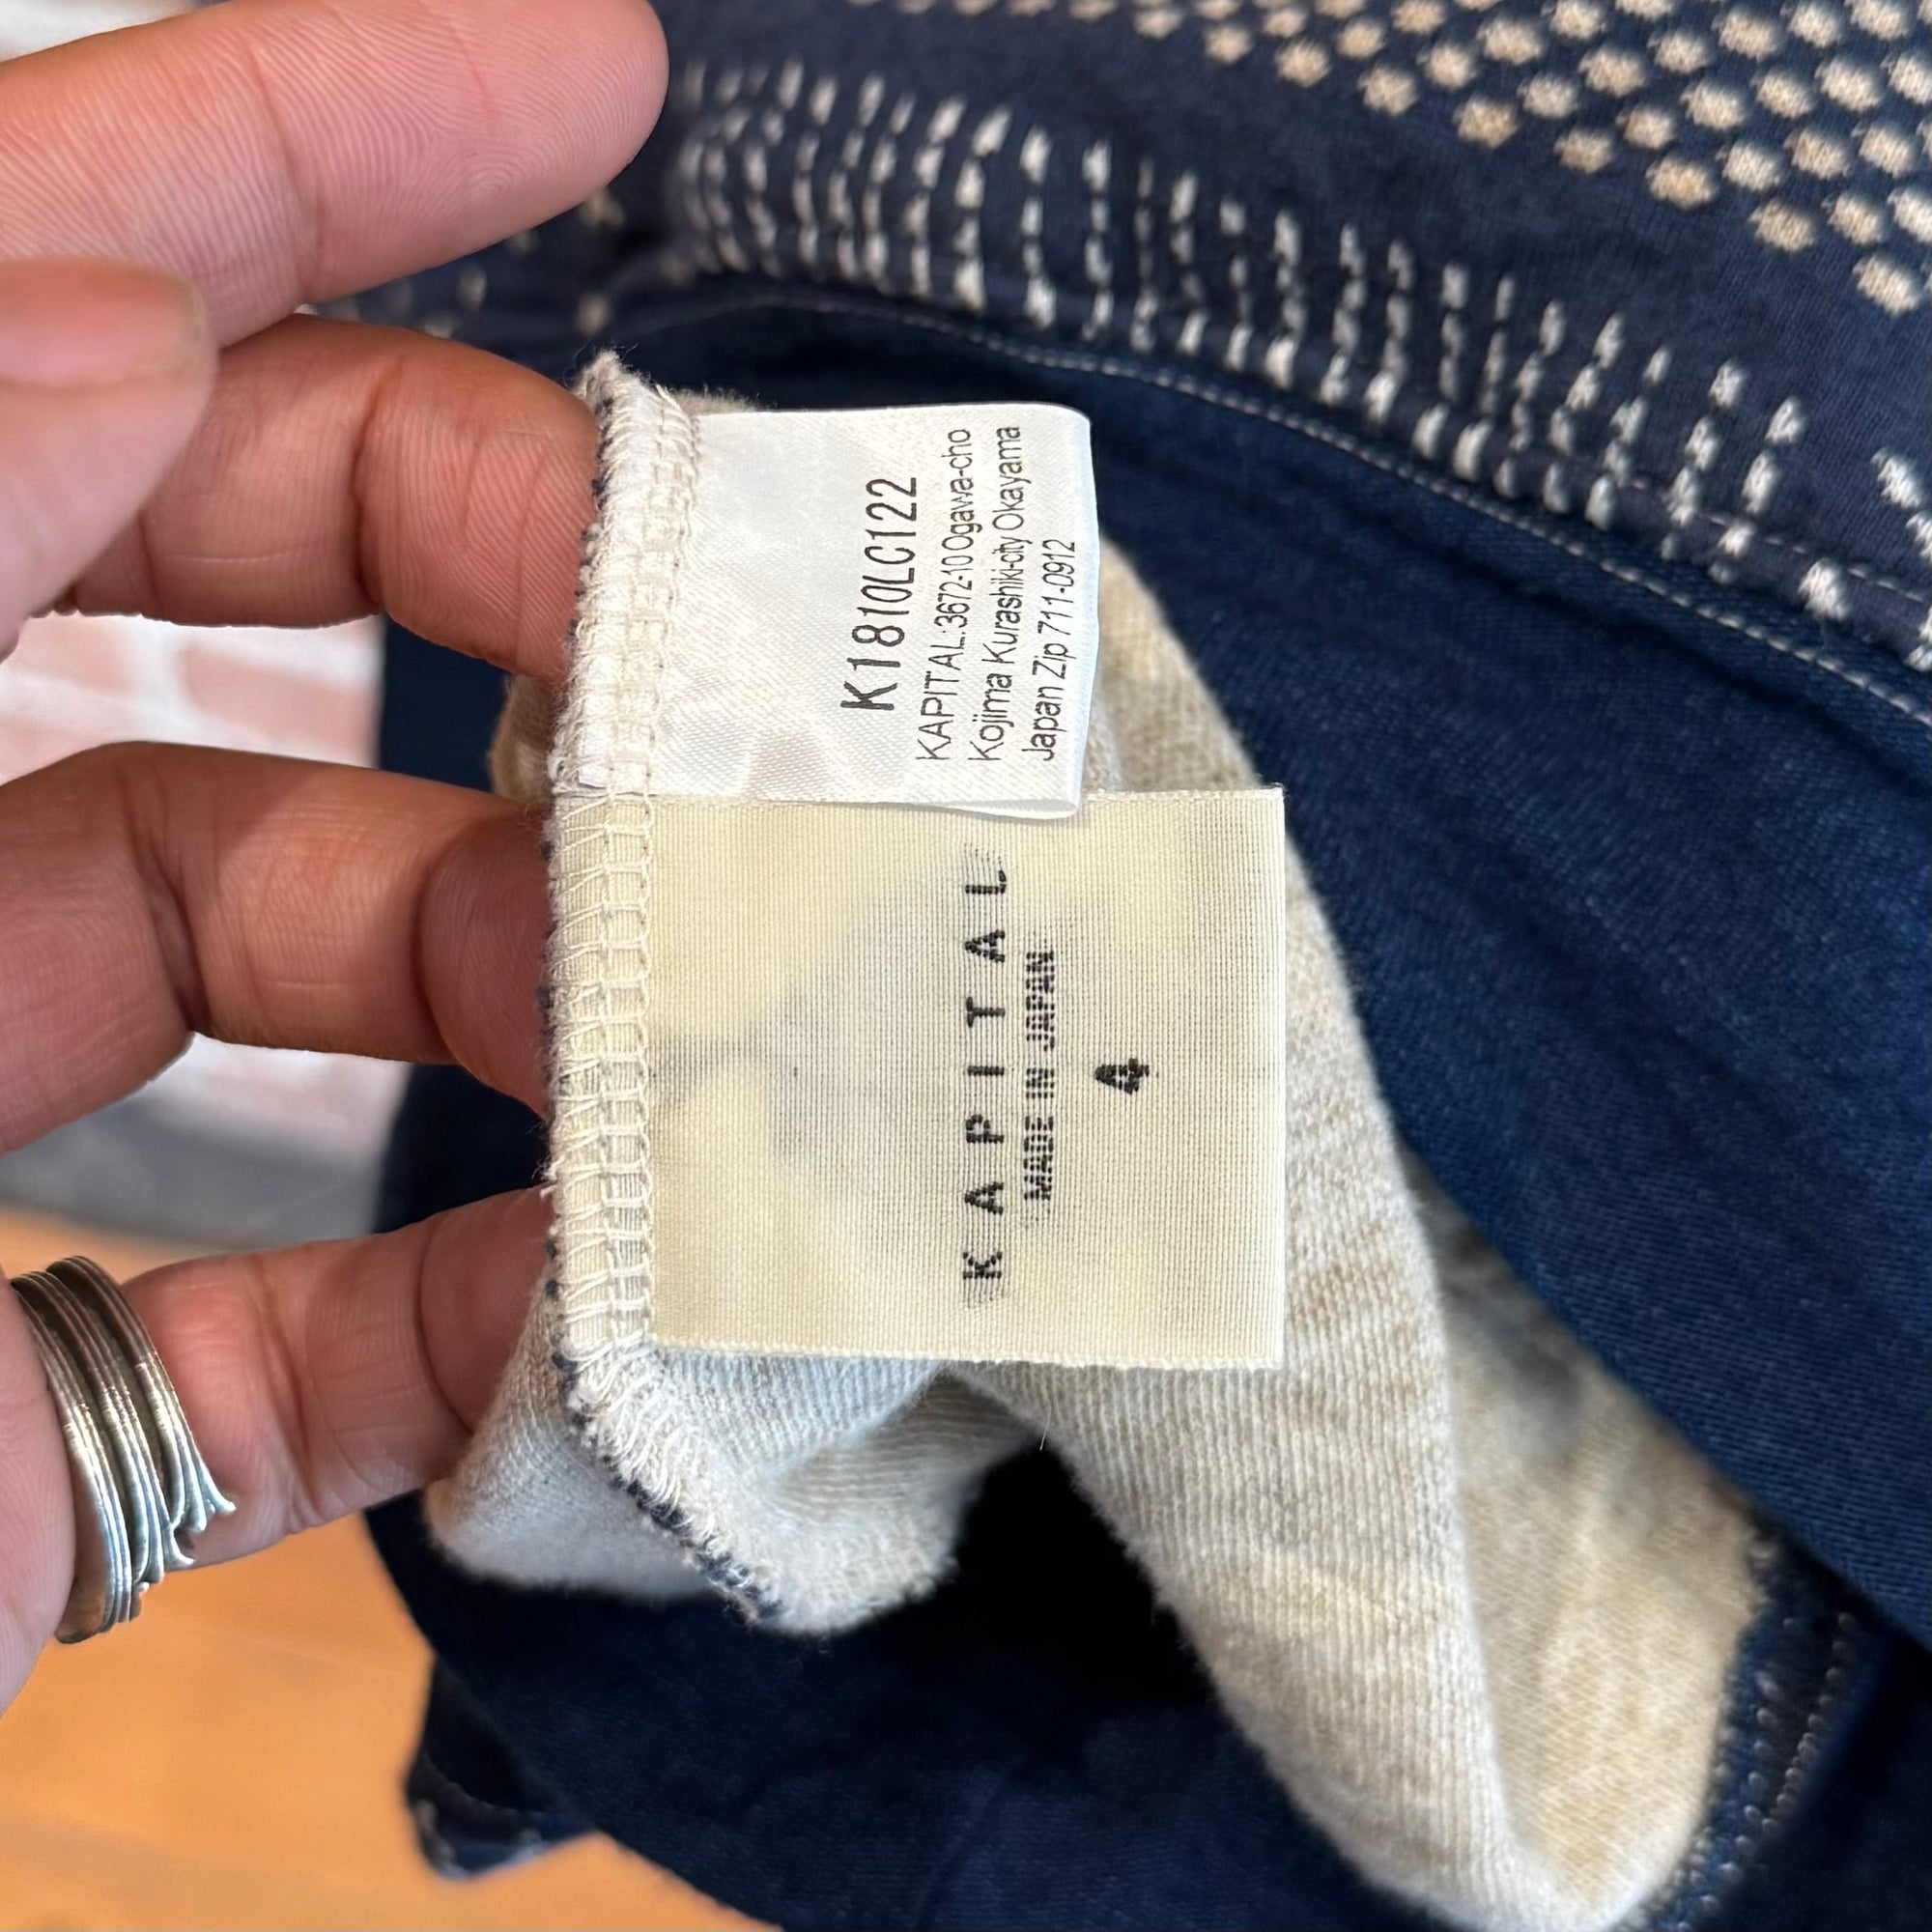 K1810LC122
KAPITAL:3672-10 Ogawa-cho
Kojima Kurashiki-city Okayama
Japan Zip 711-0912
KAPITAL
MADE IN JAPAN
4